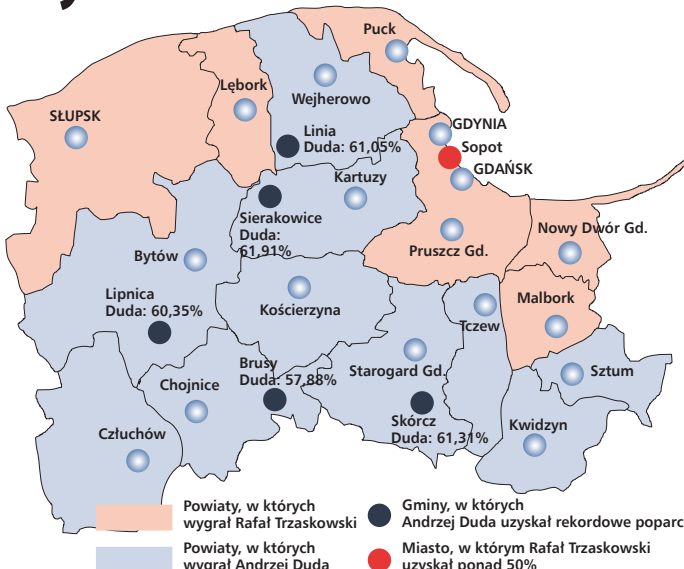 Puck
Lębork
Wejherowo
SŁUPSK
GDYNIA
Linia
Duda: 61,05%
Sopot
GDAŃSK
Kartuzy
Sierakowice
Duda:
61,91%
Nowy Dwór Gd.
Pruszcz Gd.
Bytów
Lipnica
Duda: 60,35%
Kościerzyna
Malbork
Tczew
Brusy
Duda: 57,88%
Starogard Gd.
Sztum
Chojnice
Skórcz
Duda: 61,31%
Kwidzyn
Człuchów
Powiaty, w których
wygrał Rafał Trzaskowski
Gminy, w których
Andrzej Duda uzyskał rekordowe poparc
Powiaty, w których
wygrał Andrzej Duda
Miasto, w którym Rafał Trzaskowski
uzyskał ponad 50%